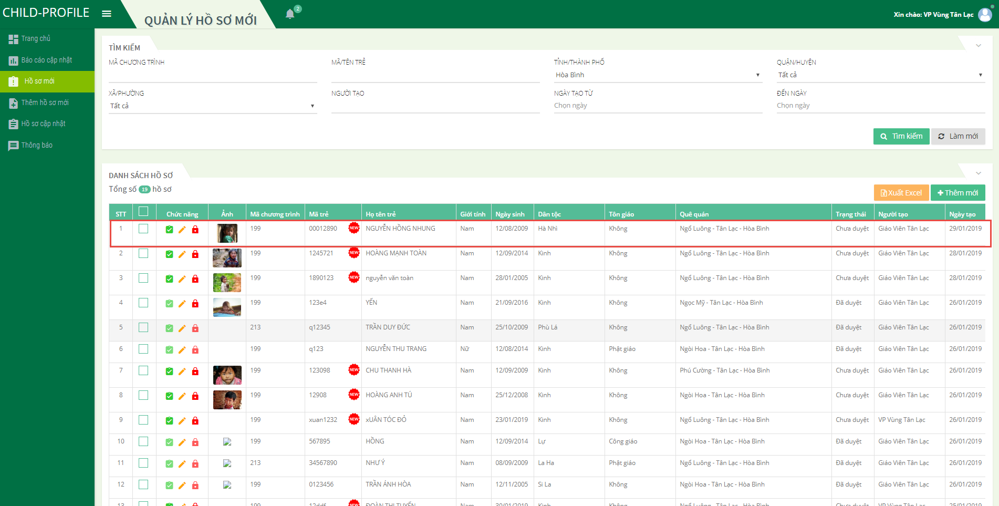 CHILD-PROFILE
QUẢN LÝ HỒ SƠ MỚI
2
Xin chào: VP Vùng Tân Lạc
Trang chủ
Báo cáo cập nhật
Hồ sơ mới
Thêm hồ sơ mới
Hồ sơ cập nhật
Thông báo
TÌM KIẾM
MÃ CHƯƠNG TRÌNH MÃ/TÊN TRẺ TỈNH/THÀNH PHỐ QUẬN/HUYỆN
Hòa Bình Tất cả
XÃ/PHƯỜNG NGƯỜI TẠO NGÀY TẠO TỪ ĐẾN NGÀY
Tất cả Chọn ngày Chọn ngày
Tìm kiếm Làm mới
DANH SÁCH HỒ SƠ
Tổng số 19 hồ sơ
Xuất Excel Thêm mới
STT Chức năng Ảnh Mã chương trình Mã trẻ Họ tên trẻ Giới tính Ngày sinh Dân tộc Tôn giáo Quê quán Trạng thái Người tạo Ngày tạo
1 199 00012890 NEW NGUYỄN HỒNG NHUNG Nam 12/08/2009 Hà Nhì Không Ngổ Luông - Tân Lạc - Hòa Bình Chưa duyệt Giáo Viên Tân Lạc 29/01/2019
2 199 1245721 NEW HOÀNG MẠNH TOÀN Nam 12/09/2014 Kinh Không Ngổ Luông - Tân Lạc - Hòa Bình Chưa duyệt Giáo Viên Tân Lạc 28/01/2019
3 199 1890123 NEW nguyễn văn toàn Nam 28/01/2005 Kinh Không Ngổ Luông - Tân Lạc - Hòa Bình Chưa duyệt Giáo Viên Tân Lạc 28/01/2019
4 199 123e4 YẾN Nam 21/09/2016 Kinh Không Ngọc Mỹ - Tân Lạc - Hòa Bình Đã duyệt Giáo Viên Tân Lạc 26/01/2019
5 213 q12345 TRẦN DUY ĐỨC Nam 25/10/2009 Phù Lá Không Ngổ Luông - Tân Lạc - Hòa Bình Đã duyệt Giáo Viên Tân Lạc 26/01/2019
6 199 q123 NGUYỄN THU TRANG Nữ 12/08/2014 Kinh Phật giáo Ngòi Hoa - Tân Lạc - Hòa Bình Đã duyệt Giáo Viên Tân Lạc 26/01/2019
7 199 123098 NEW CHU THANH HÀ Nam 12/09/2009 Kinh Không Phú Cường - Tân Lạc - Hòa Bình Chưa duyệt Giáo Viên Tân Lạc 26/01/2019
8 199 12908 NEW HOÀNG ANH TÚ Nam 25/12/2008 Kinh Không Ngòi Hoa - Tân Lạc - Hòa Bình Chưa duyệt Giáo Viên Tân Lạc 26/01/2019
9 199 xuan1232 NEW xUÂN TÓC ĐỎ Nam 23/01/2019 Kinh Không Ngổ Luông - Tân Lạc - Hòa Bình Chưa duyệt VP Vùng Tân Lạc 26/01/2019
10 199 567895 HỒNG Nam 12/09/2014 Lự Công giáo Ngòi Hoa - Tân Lạc - Hòa Bình Đã duyệt Giáo Viên Tân Lạc 26/01/2019
11 213 34567890 NHƯ Ý Nam 08/09/2009 La Ha Phật giáo Ngổ Luông - Tân Lạc - Hòa Bình Đã duyệt Giáo Viên Tân Lạc 26/01/2019
12 199 0123456 TRẦN ÁNH HÒA Nam 12/11/2005 Si La Không Ngòi Hoa - Tân Lạc - Hòa Bình Đã duyệt Giáo Viên Tân Lạc 26/01/2019
13 199 12ddf NEW ĐOÀN THỊ TUYẾN Nam 30/01/2019 Kinh Không Ngổ Luông - Tân Lạc - Hòa Bình Chưa duyệt VP Vùng Tân Lạc 25/01/2019